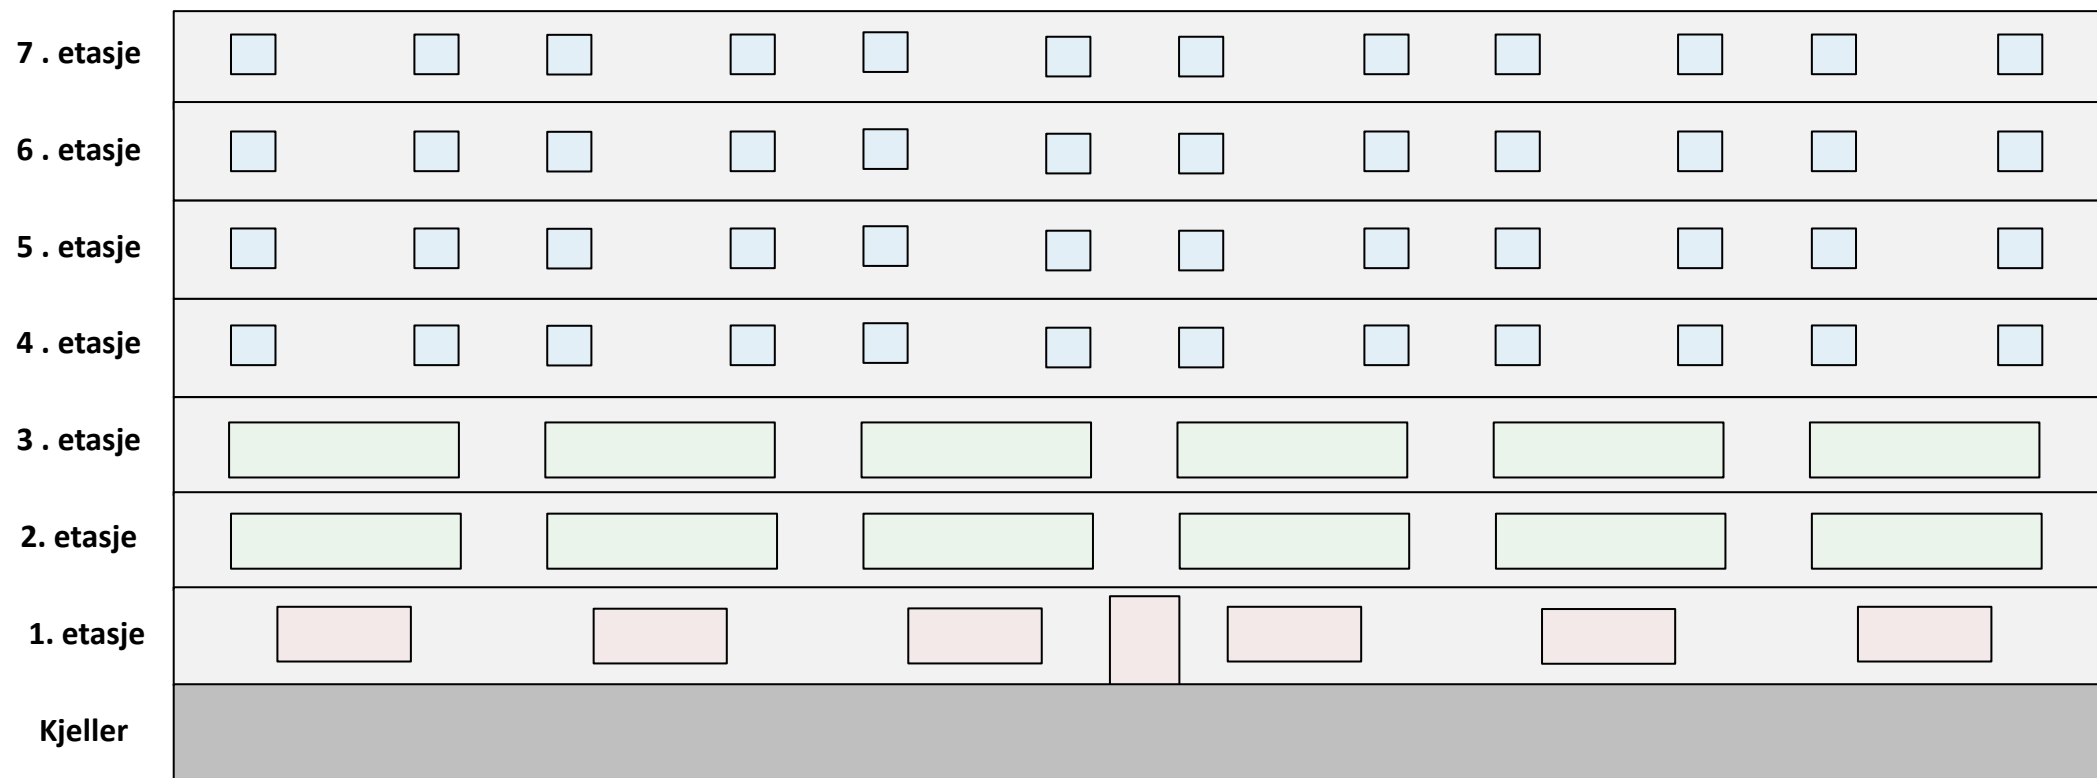 7 . etasje
6 . etasje
5 . etasje
4 . etasje
3 . etasje
2. etasje
1. etasje
Kjeller